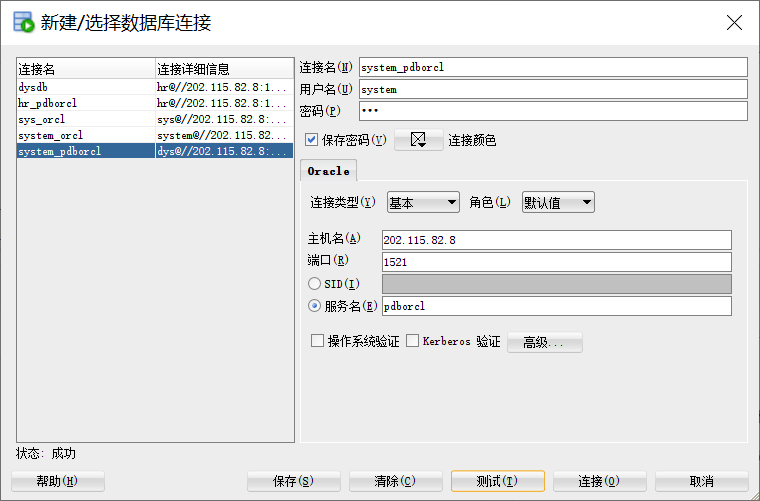 新建/选择数据库连接
连接名 连接详细信息
dysdb hr@//202.115.82.8:1...
hr_pdborcl hr@//202.115.82.8:1...
sys_orcl sys@//202.115.82.8:...
system_orcl system@//202.115.82...
system_pdborcl dys@//202.115.82.8:...
连接名(N) system_pdborcl
用户名(U) system
密码(P) •••
保存密码(V) 连接颜色
Oracle
连接类型(Y) 基本 角色(L) 默认值
主机名(A) 202.115.82.8
端口(R) 1521
SID(I)
服务名(E) pdborcl
操作系统验证 Kerberos 验证 高级...
状态: 成功
帮助(H) 保存(S) 清除(C) 测试(T) 连接(O) 取消